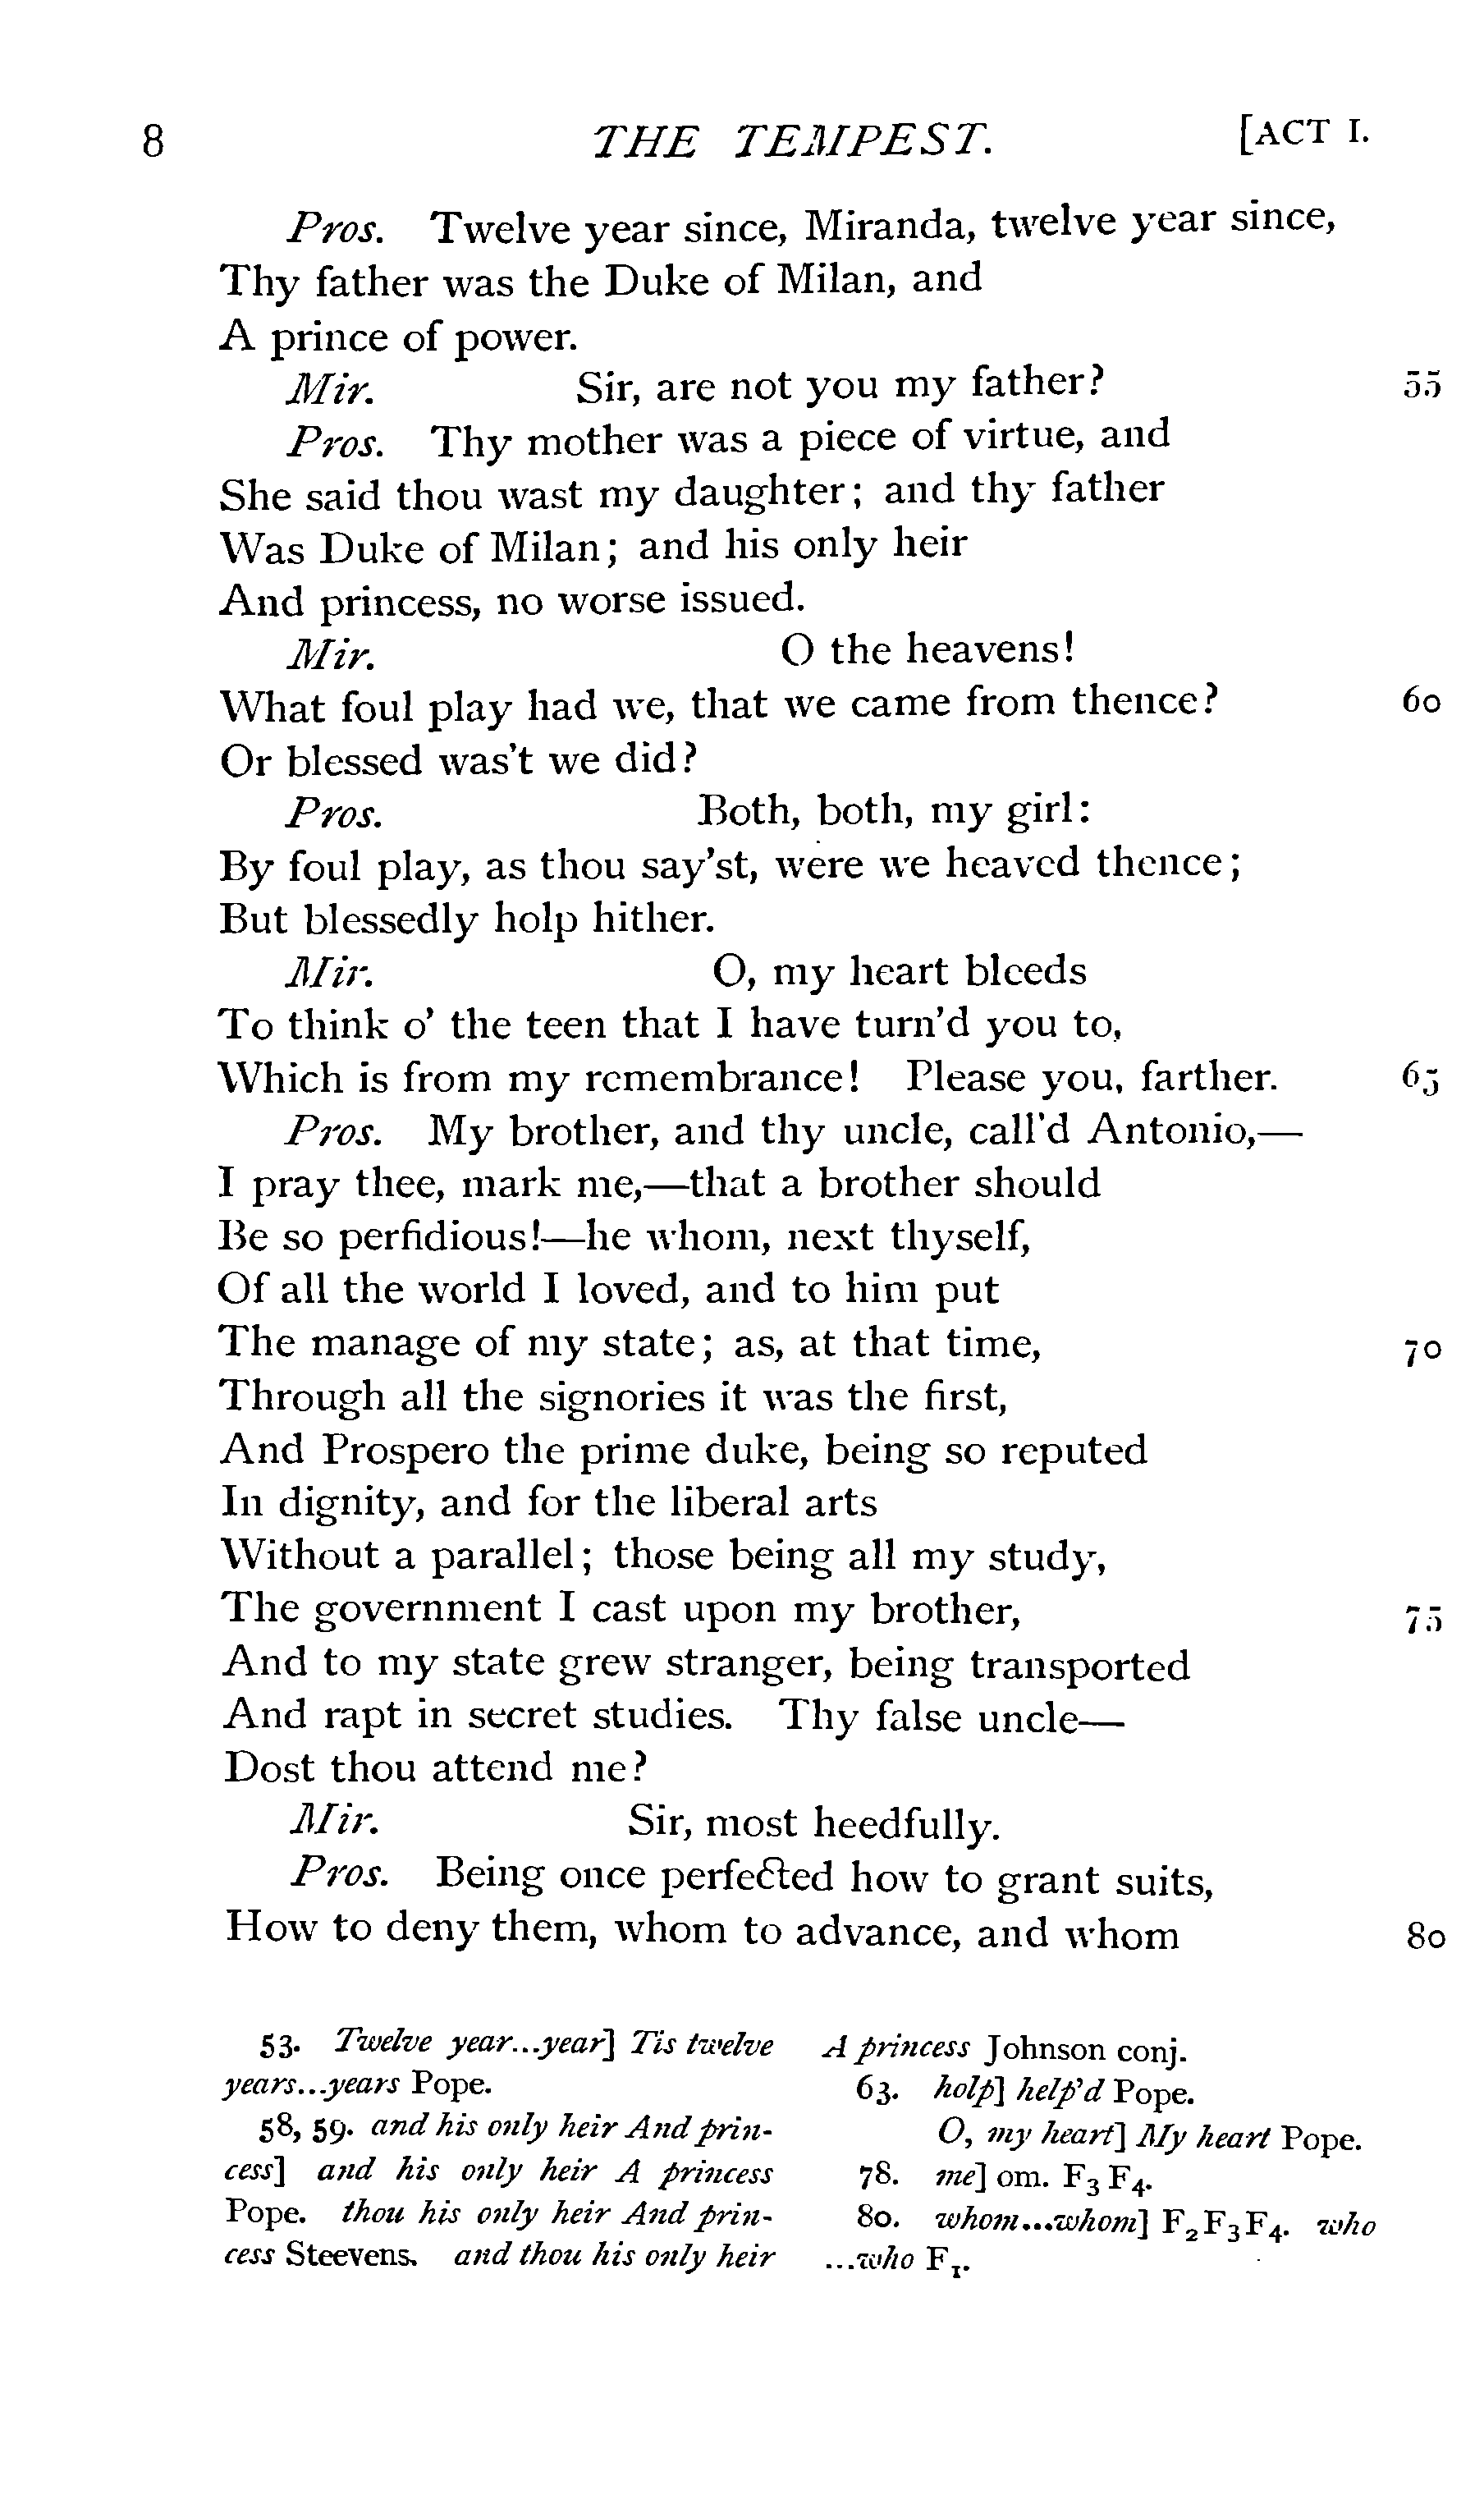 8 THE TEMPEST. [ACT I.
Pros. Twelve year since, Miranda, twelve year since,
Thy father was the Duke of Milan, and
A prince of power.
Mir. Sir, are not you my father? 55
Pros. Thy mother was a piece of virtue, and
She said thou wast my daughter; and thy father
Was Duke of Milan; and his only heir
And princess, no worse issued.
Mir. O the heavens!
What foul play had we, that we came from thence? 60
Or blessed was't we did?
Pros. Both, both, my girl:
By foul play, as thou say'st, were we heaved thence;
But blessedly holp hither.
Mir. O, my heart bleeds
To think o' the teen that I have turn'd you to,
Which is from my remembrance! Please you, farther. 65
Pros. My brother, and thy uncle, call'd Antonio,—
I pray thee, mark me,—that a brother should
Be so perfidious!—he whom, next thyself,
Of all the world I loved, and to him put
The manage of my state; as, at that time, 70
Through all the signories it was the first,
And Prospero the prime duke, being so reputed
In dignity, and for the liberal arts
Without a parallel; those being all my study,
The government I cast upon my brother, 75
And to my state grew stranger, being transported
And rapt in secret studies. Thy false uncle—
Dost thou attend me?
Mir. Sir, most heedfully.
Pros. Being once perfected how to grant suits,
How to deny them, whom to advance, and whom 80
53. Twelve year...year] Tis twelve
years...years Pope.
58, 59. and his only heir And prin-
cess] and his only heir A princess
Pope. thou his only heir And prin-
cess Steevens. and thou his only heir
A princess Johnson conj.
63. holp] help'd Pope.
O, my heart] My heart Pope.
78. me] om. F3 F4.
80. whom...whom] F2F3F4. who
...who F1.